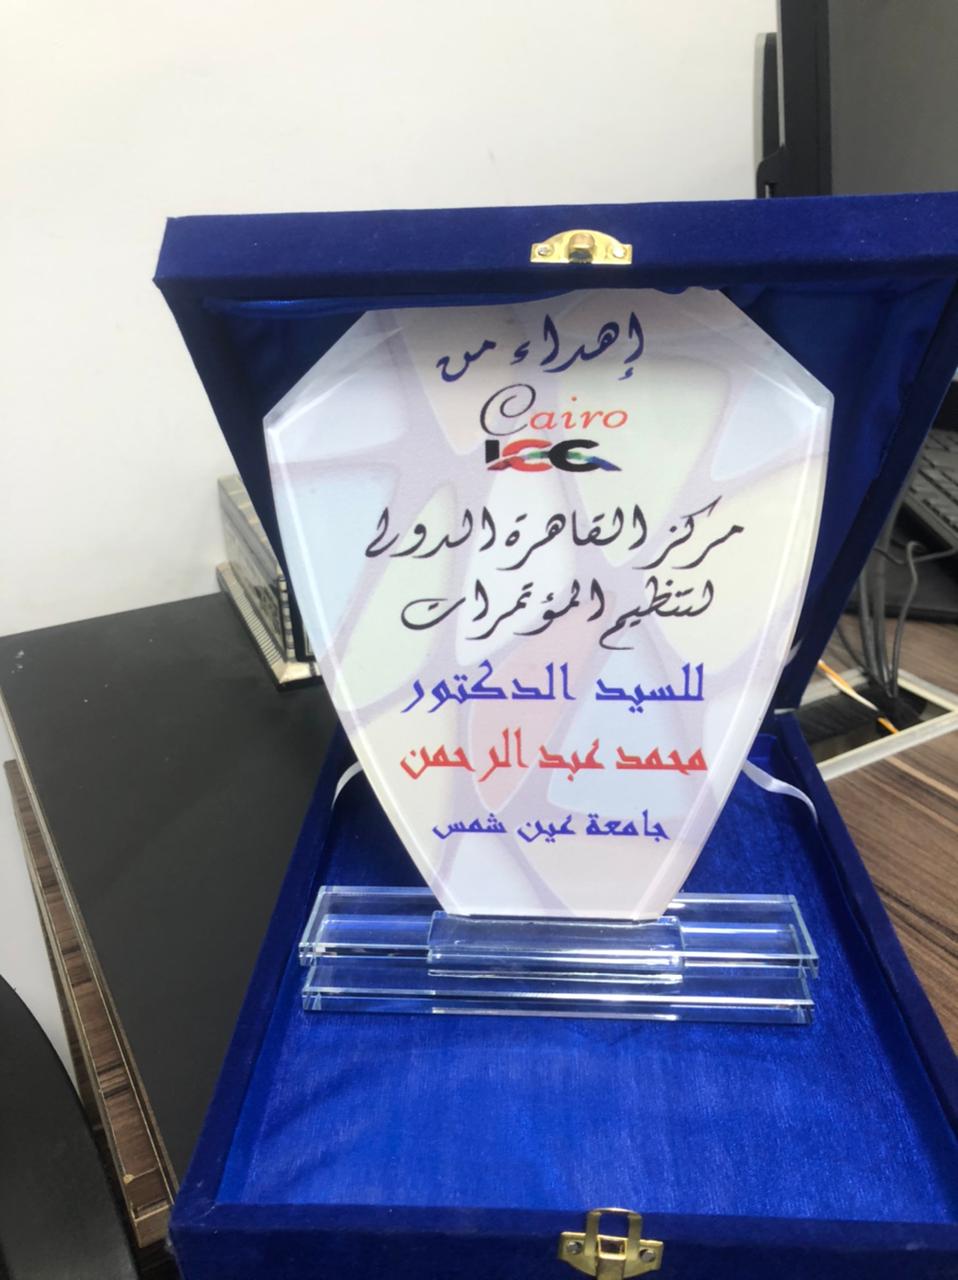 إهداء من
Cairo
ICC
مركز القاهرة الدولى
لتنظيم المؤتمرات
للسيد الدكتور
محمد عبد الرحمن
جامعة عين شمس